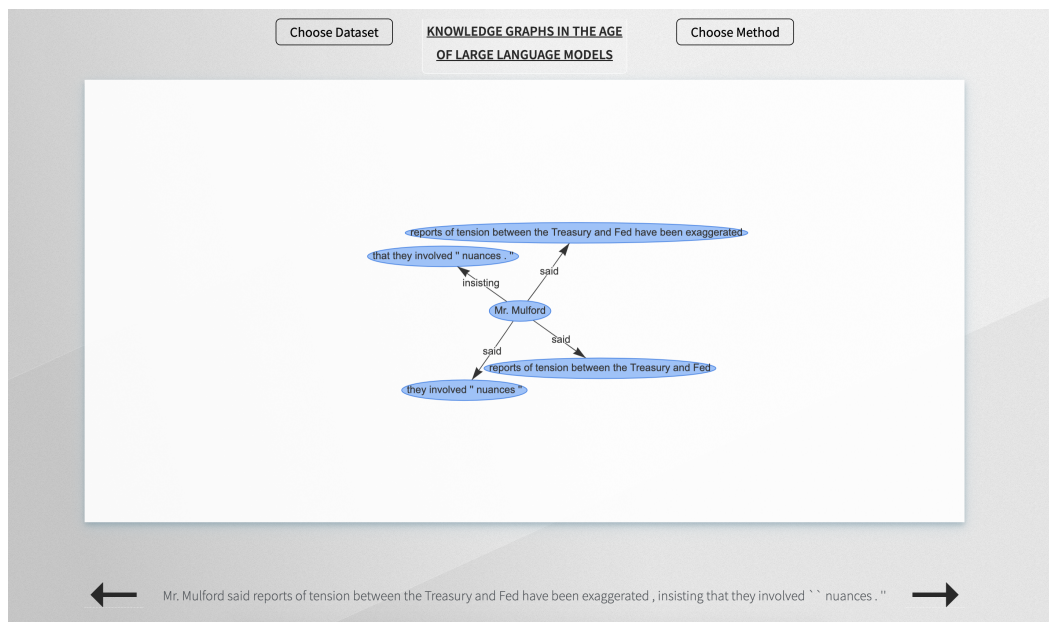 Choose Dataset
KNOWLEDGE GRAPHS IN THE AGE
OF LARGE LANGUAGE MODELS
Choose Method
reports of tension between the Treasury and Fed have been exaggerated
that they involved " nuances . "
said
insisting
Mr. Mulford
said
said
reports of tension between the Treasury and Fed
they involved " nuances "
Mr. Mulford said reports of tension between the Treasury and Fed have been exaggerated , insisting that they involved `` nuances . ''